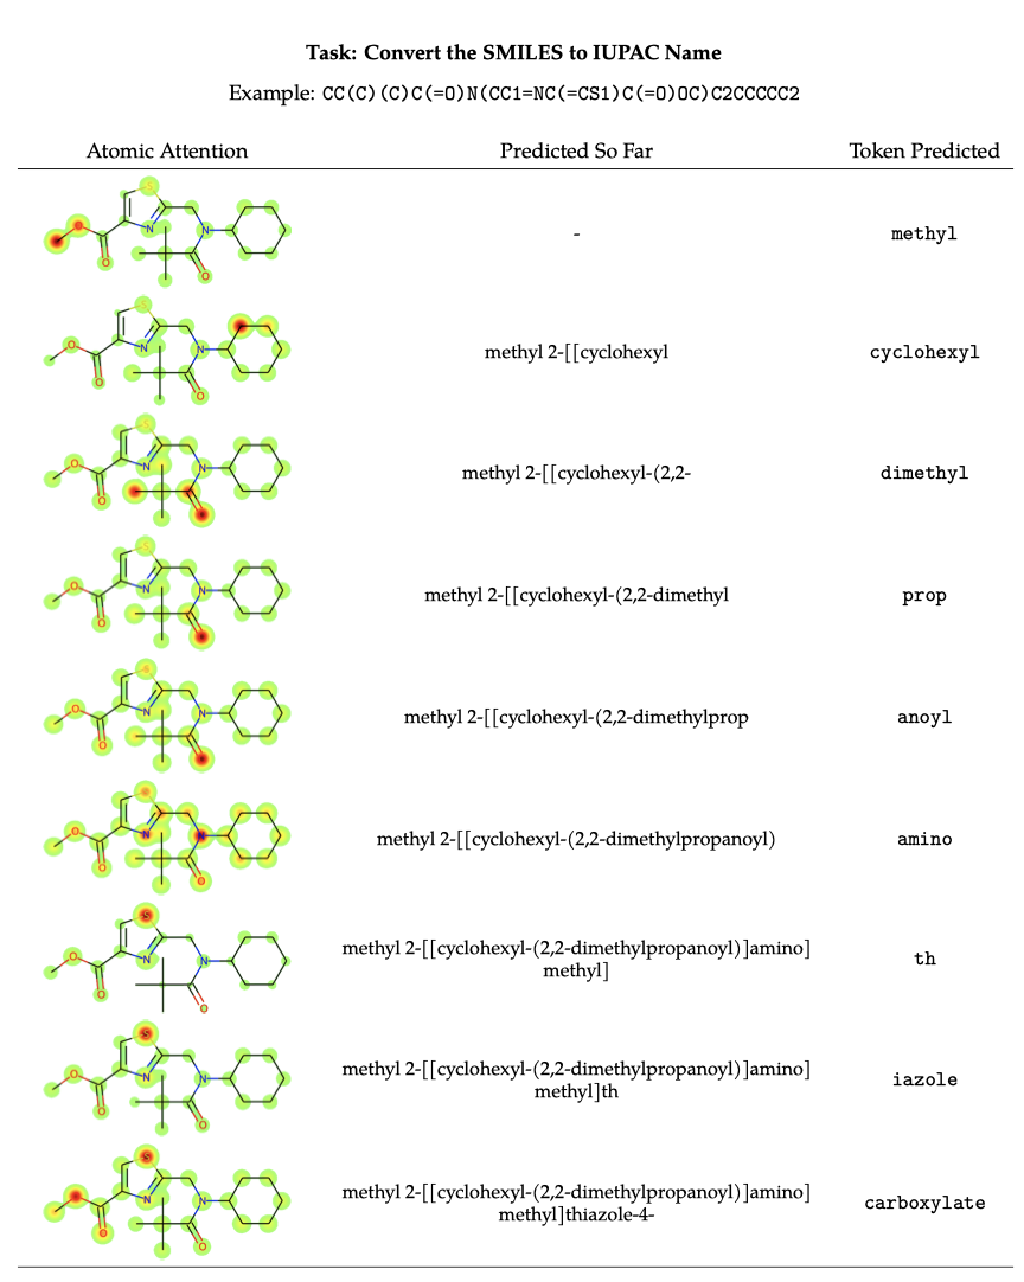 Task: Convert the SMILES to IUPAC Name
Example: CC(C)(C)C(=O)N(CC1=NC(=CS1)C(=O)OC)C2CCCCC2
Atomic Attention Predicted So Far Token Predicted
S N O O N O
- methyl
S N O O N O
methyl 2-[[cyclohexyl cyclohexyl
S N O O N O
methyl 2-[[cyclohexyl-(2,2- dimethyl
S N O O N O
methyl 2-[[cyclohexyl-(2,2-dimethyl prop
S N O O N O
methyl 2-[[cyclohexyl-(2,2-dimethylprop anoyl
S N O O N O
methyl 2-[[cyclohexyl-(2,2-dimethylpropanoyl) amino
S N O O N O
methyl 2-[[cyclohexyl-(2,2-dimethylpropanoyl)]amino]
methyl] th
S N O O N O
methyl 2-[[cyclohexyl-(2,2-dimethylpropanoyl)]amino]
methyl]th iazole
S N O O N O
methyl 2-[[cyclohexyl-(2,2-dimethylpropanoyl)]amino]
methyl]thiazole-4- carboxylate